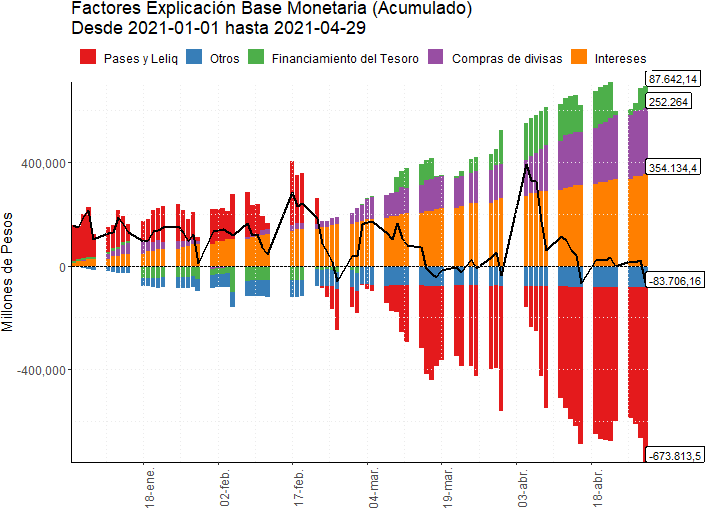 Factores Explicación Base Monetaria (Acumulado)
Desde 2021-01-01 hasta 2021-04-29
Pases y Leliq Otros Financiamiento del Tesoro Compras de divisas Intereses
87.642,14
252.264
400,000
354.134,4
Millones de Pesos
0
-83.706,16
-400,000
-673.813,5
18-ene. 02-feb. 17-feb. 04-mar. 19-mar. 03-abr. 18-abr.